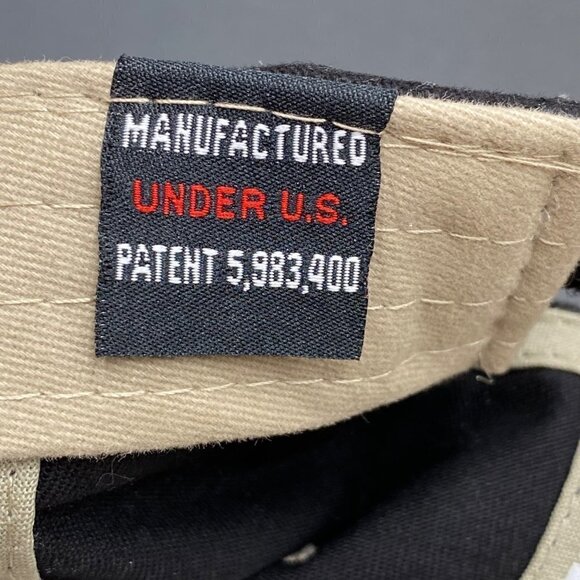 MANUFACTURED
UNDER U.S.
PATENT 5,983,400